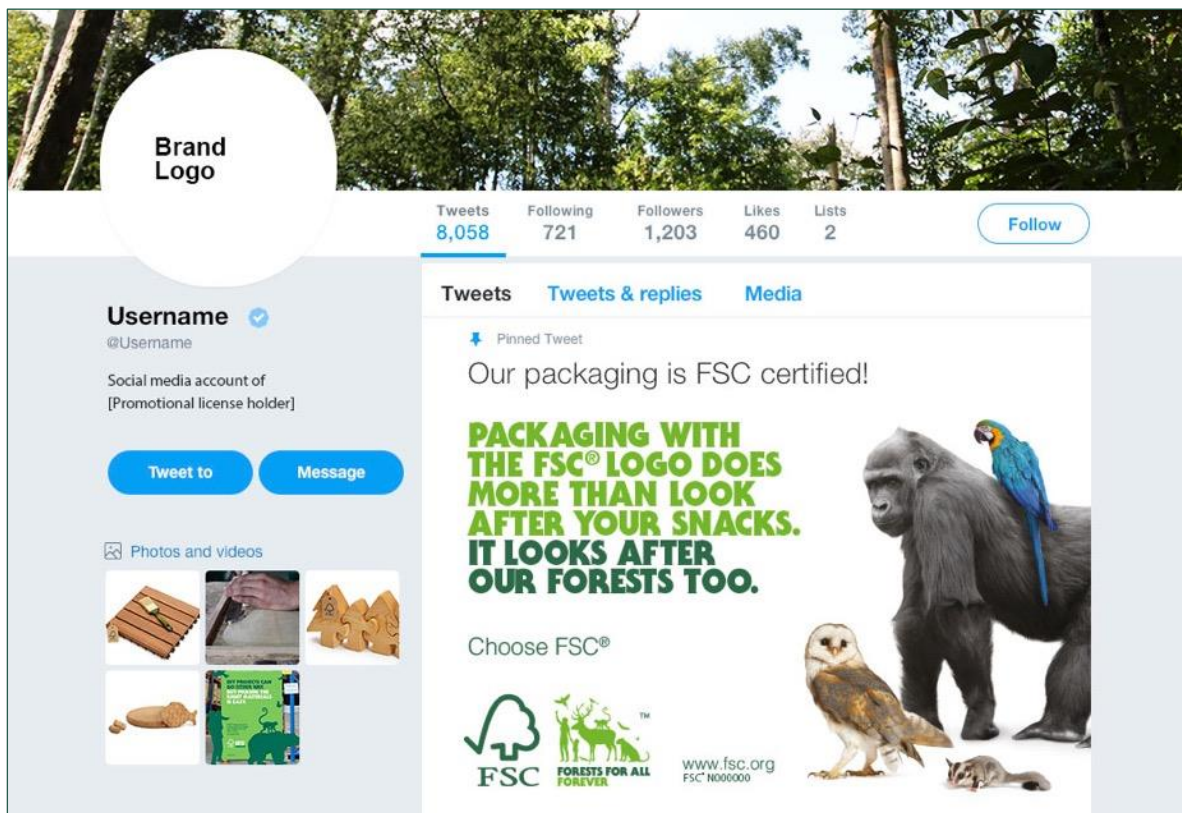 Brand
Logo
Tweets
8,058
Following
721
Followers
1,203
Likes
460
Lists
2
Follow
Username
@Username
Social media account of
[Promotional license holder]
Tweet to
Message
Photos and videos
Tweets
Tweets & replies
Media
Pinned Tweet
Our packaging is FSC certified!
PACKAGING WITH
THE FSC® LOGO DOES
MORE THAN LOOK
AFTER YOUR SNACKS.
IT LOOKS AFTER
OUR FORESTS TOO.
Choose FSC®
FSC
™
FORESTS FOR ALL
FOREVER
www.fsc.org
FSC® N000000